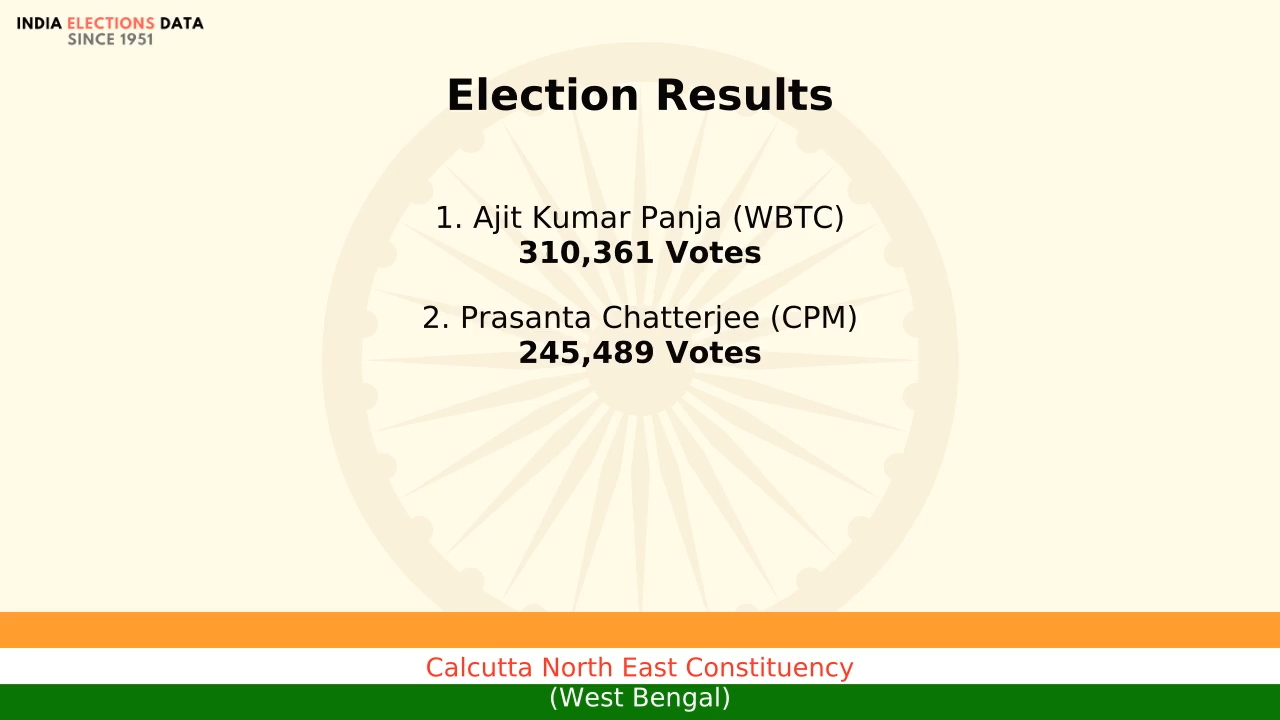 INDIA ELECTIONS DATA
SINCE 1951
Election Results
1. Ajit Kumar Panja (WBTC)
310,361 Votes
2. Prasanta Chatterjee (CPM)
245,489 Votes
Calcutta North East Constituency
(West Bengal)